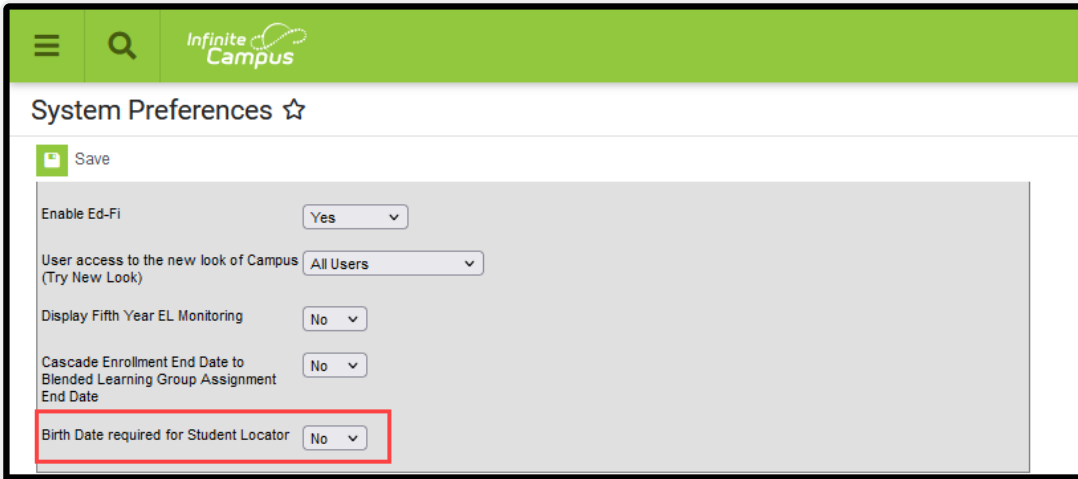 Infinite
Campus
System Preferences
Save
Enable Ed-Fi
Yes
User access to the new look of Campus
(Try New Look)
All Users
Display Fifth Year EL Monitoring
No
Cascade Enrollment End Date to
Blended Learning Group Assignment
End Date
No
Birth Date required for Student Locator
No